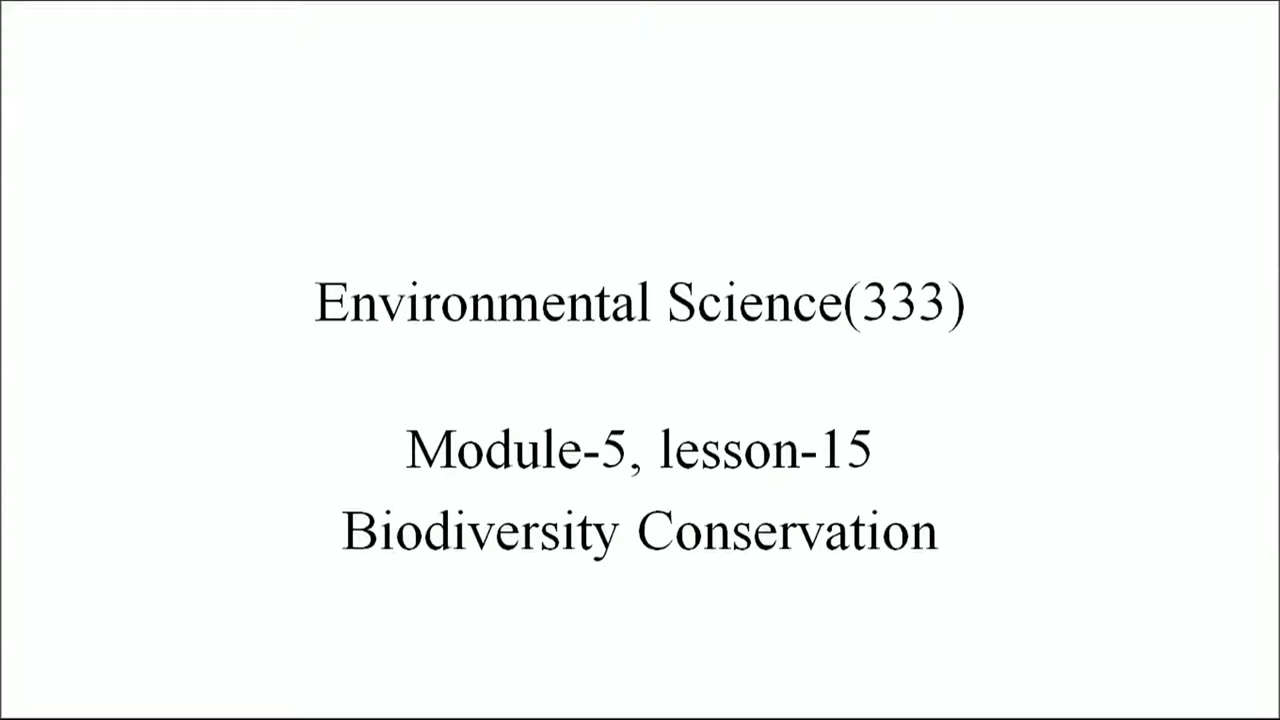 Environmental Science(333)
Module-5, lesson-15
Biodiversity Conservation